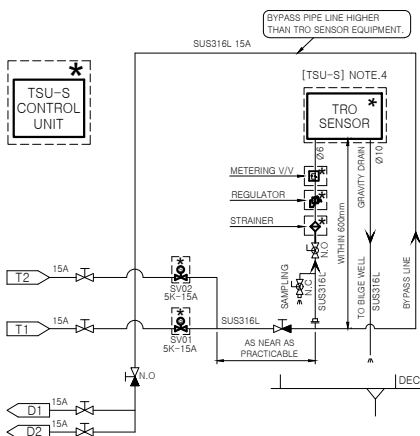 BYPASS PIPE LINE HIGHER
THAN TRO SENSOR EQUIPMENT.
SUS316L 15A
[TSU-S] NOTE.4
TSU-S
CONTROL
UNIT
*
TRO
SENSOR
*
METERING V/V
*
REGULATOR
*
STRAINER
*
Ø6
Ø10
GRAVITY DRAIN
WITHIN 600mm
N.O
N.C
SAMPLING
SUS316L
TO BILGE WELL
SUS316L
BYPASS LINE
T2
15A
*
SV02
5K-15A
T1
15A
*
SV01
5K-15A
SUS316L
AS NEAR AS
PRACTICABLE
N.O
DEC
D1
15A
D2
15A